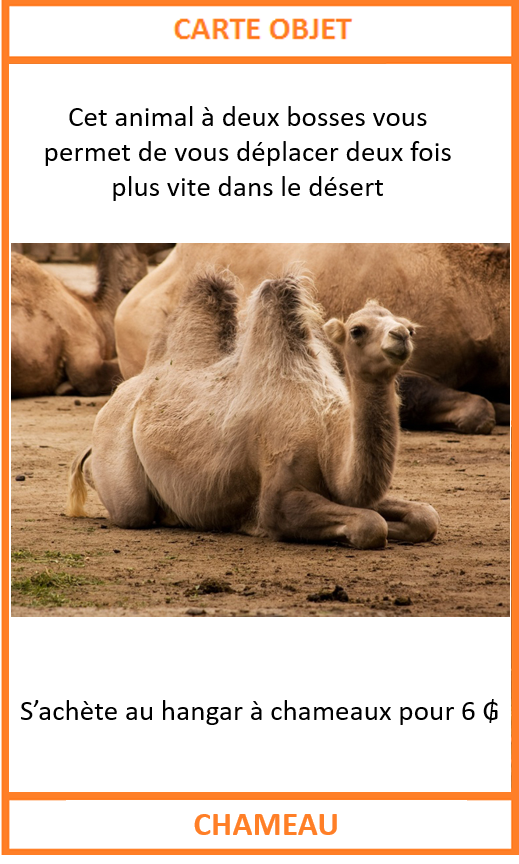 CARTE OBJET
Cet animal à deux bosses vous
permet de vous déplacer deux fois
plus vite dans le désert
S’achète au hangar à chameaux pour 6 ₲
CHAMEAU